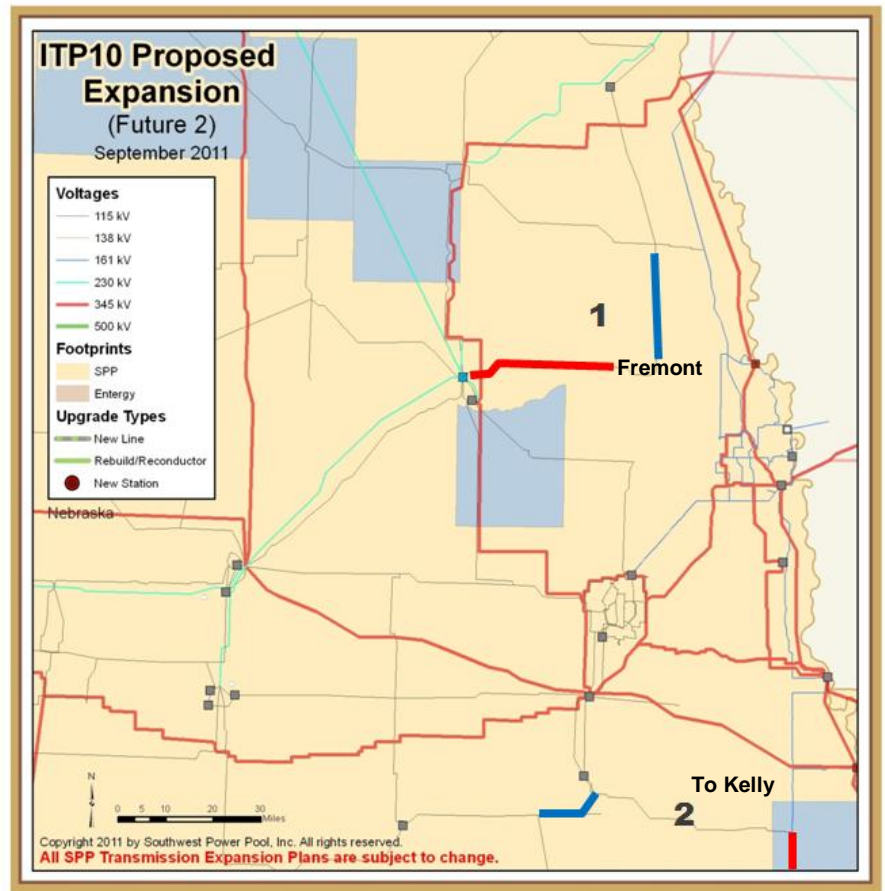 ITP10 Proposed
Expansion
(Future 2)
September 2011
Voltages
115 kV
138 kV
161 kV
230 kV
345 kV
500 kV
Footprints
SPP
Entergy
Upgrade Types
New Line
Rebuild/Reconductor
New Station
Nebraska
1
Fremont
To Kelly
2
N
0 5 10 20 30
Miles
Copyright 2011 by Southwest Power Pool, Inc. All rights reserved.
All SPP Transmission Expansion Plans are subject to change.